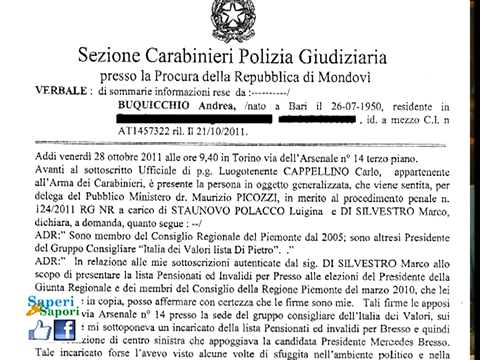 Sezione Carabinieri Polizia Giudiziaria
presso la Procura della Repubblica di Mondovì
VERBALE : di sommarie informazioni rese da :----------/
BUQUICCHIO Andrea, /nato a Bari il 26-07-1950, residente in
, id. a mezzo C.I. n
AT1457322 ril. Il 21/10/2011.
Addi venerdì 28 ottobre 2011 alle ore 9,40 in Torino via dell'Arsenale n° 14 terzo piano.
Avanti al sottoscritto Ufficiale di p.g. Luogotenente CAPPELLINO Carlo, appartenente
all'Arma dei Carabinieri, è presente la persona in oggetto generalizzata, che viene sentita, per
delega del Pubblico Ministero dr. Maurizio PICOZZI, in merito al procedimento penale n.
124/2011 RG NR a carico di STAUNOVO POLACCO Luigina e DI SILVESTRO Marco,
dichiara, a domanda, quanto segue : --/
ADR:" Sono membro del Consiglio Regionale del Piemonte dal 2005; sono altresi Presidente
del Gruppo Consigliare "Italia dei Valori lista Di Pietro". ."
ADR:" In relazione alle mie sottoscrizioni autenticate dal sig. DI SILVESTRO Marco allo
scopo di presentare la lista Pensionati ed Invalidi per Presso alle elezioni del Presidente della
Giunta Regionale e dei membri del Consiglio della Regione Piemonte del marzo 2010, che lei
in copia, posso affermare con certezza che le firme sono mie. Tali firme le apposi
via Arsenale n° 14 presso la sede del gruppo consigliere dell'Italia dei Valori, su
mi sottoponeva un incaricato della lista Pensionati ed invalidi per Bresso e quindi
di centro sinistra che appoggiava la candidata Presidente Mercedes Bresso.
Tale incaricato forse l'avevo visto alcune volte di sfuggita nell'ambiente politico e nella
Saperi
&Sapori
f